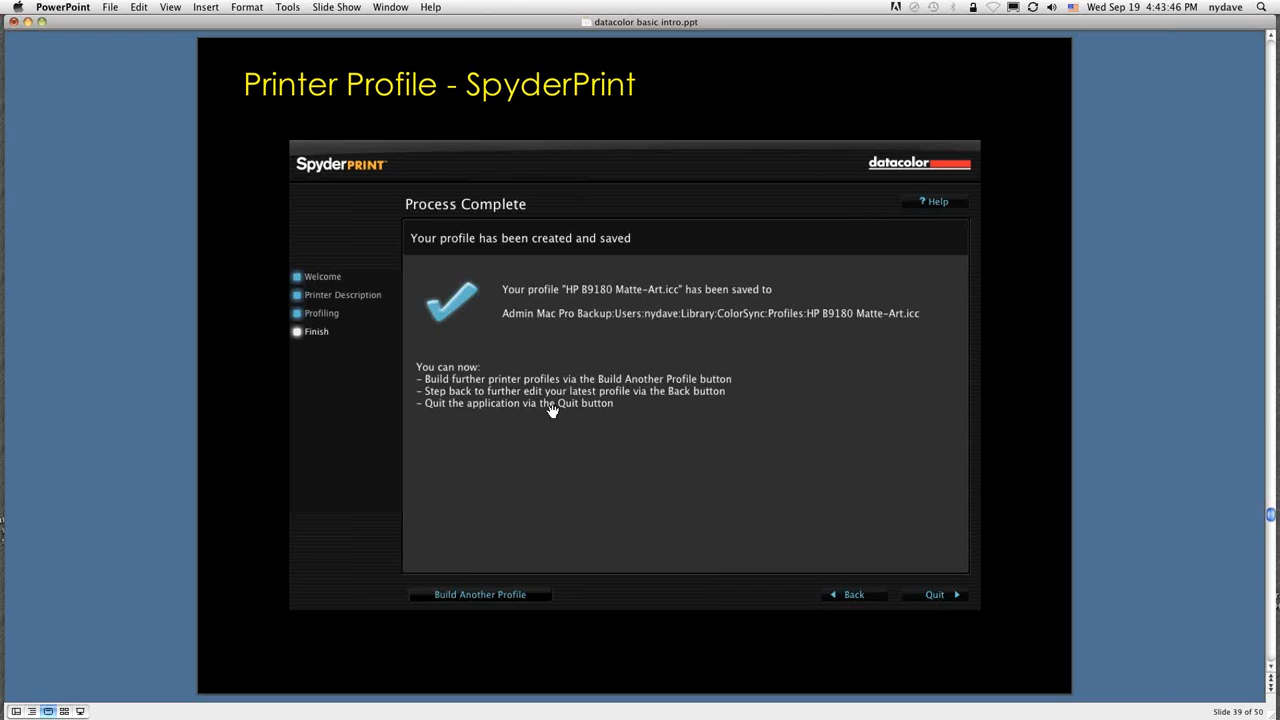 PowerPoint File Edit View Insert Format Tools Slide Show Window Help Wed Sep 19 4:43:46 PM nydave
datacolor basic intro.ppt
Printer Profile - SpyderPrint
SpyderPRINT™ datacolor
Process Complete ? Help
Your profile has been created and saved
Welcome
Printer Description
Profiling
Finish
Your profile "HP B9180 Matte-Art.icc" has been saved to
Admin Mac Pro Backup:Users:nydave:Library:ColorSync:Profiles:HP B9180 Matte-Art.icc
You can now:
- Build further printer profiles via the Build Another Profile button
- Step back to further edit your latest profile via the Back button
- Quit the application via the Quit button
Build Another Profile Back Quit
Slide 39 of 50